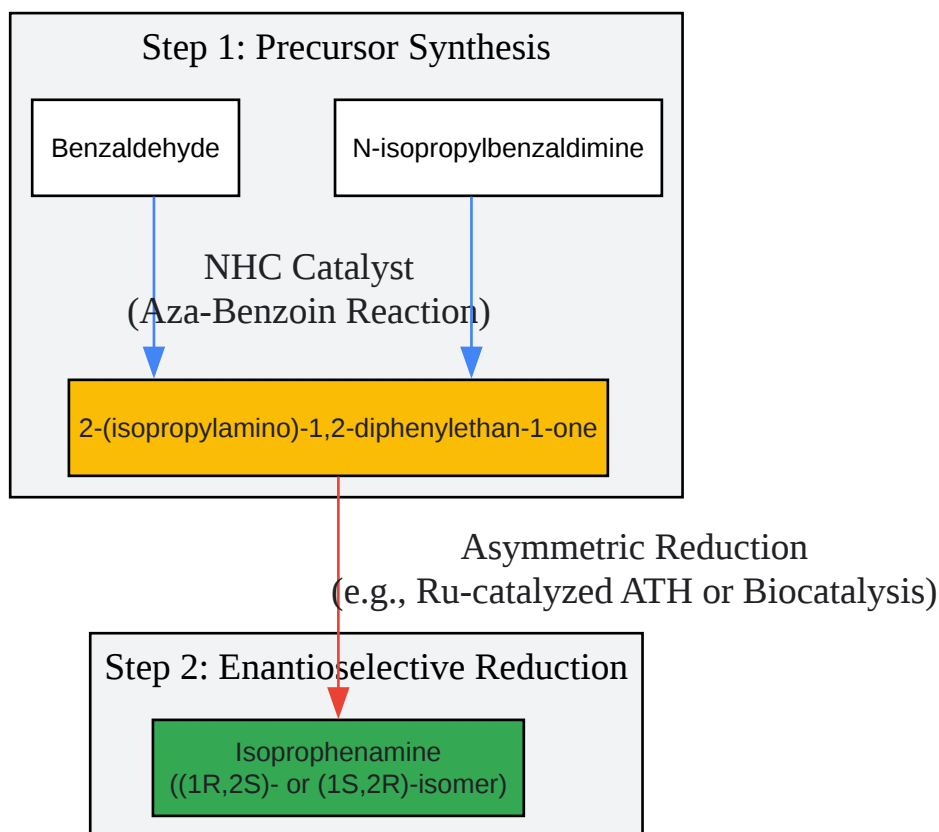 Step 1: Precursor Synthesis
Benzaldehyde
N-isopropylbenzaldimine
NHC Catalyst
(Aza-Benzoin Reaction)
2-(isopropylamino)-1,2-diphenylethan-1-one
Asymmetric Reduction
(e.g., Ru-catalyzed ATH or Biocatalysis)
Step 2: Enantioselective Reduction
Isoprophenamine
((1R,2S)- or (1S,2R)-isomer)